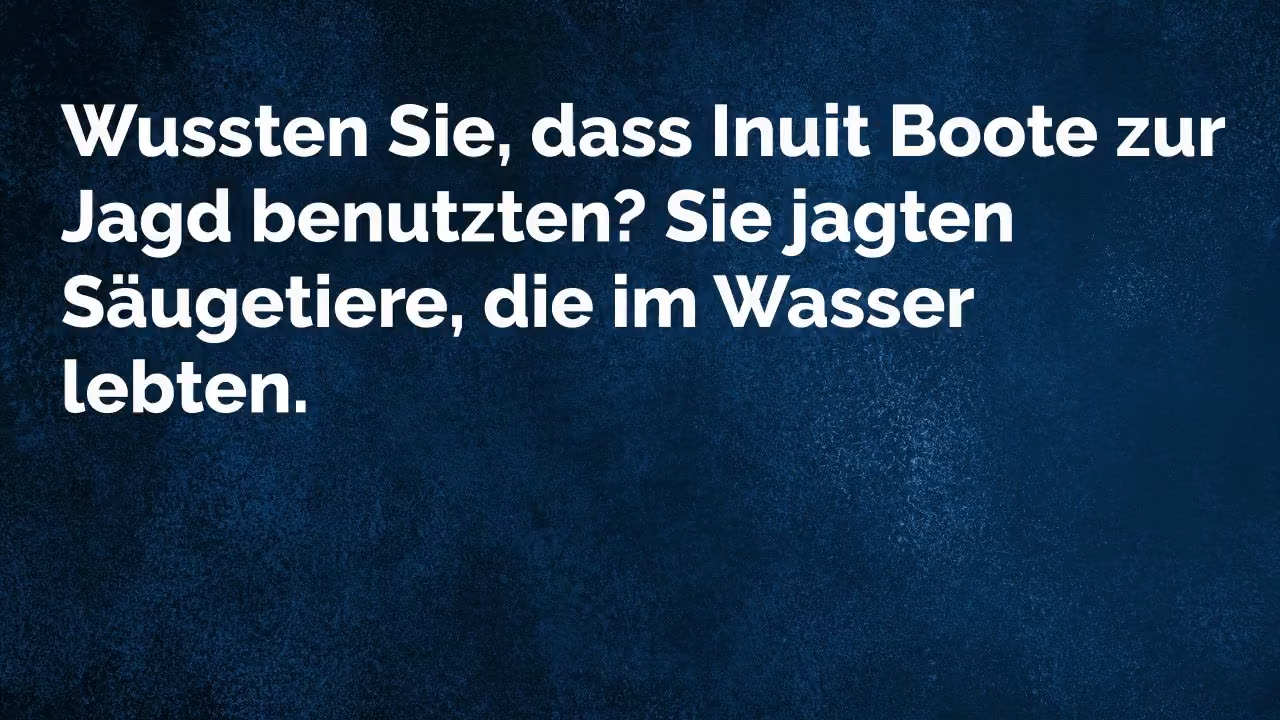 Wussten Sie, dass Inuit Boote zur
Jagd benutzten? Sie jagten
Säugetiere, die im Wasser
lebten.